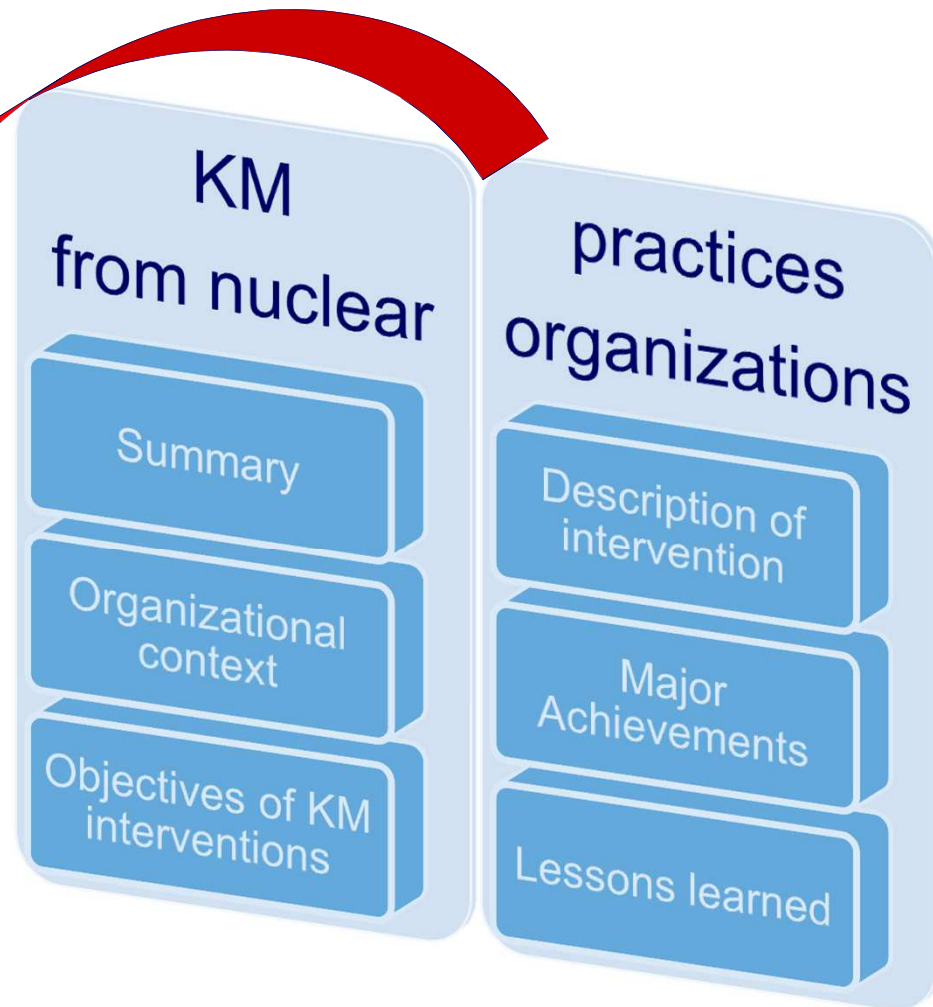 KM
from nuclear
Summary
Organizational
context
Objectives of KM
interventions
practices
organizations
Description of
intervention
Major
Achievements
Lessons learned